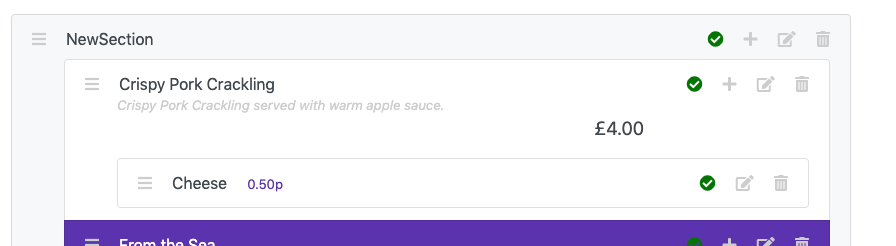 NewSection
Crispy Pork Crackling
Crispy Pork Crackling served with warm apple sauce.
£4.00
Cheese 0.50p
From the Sea